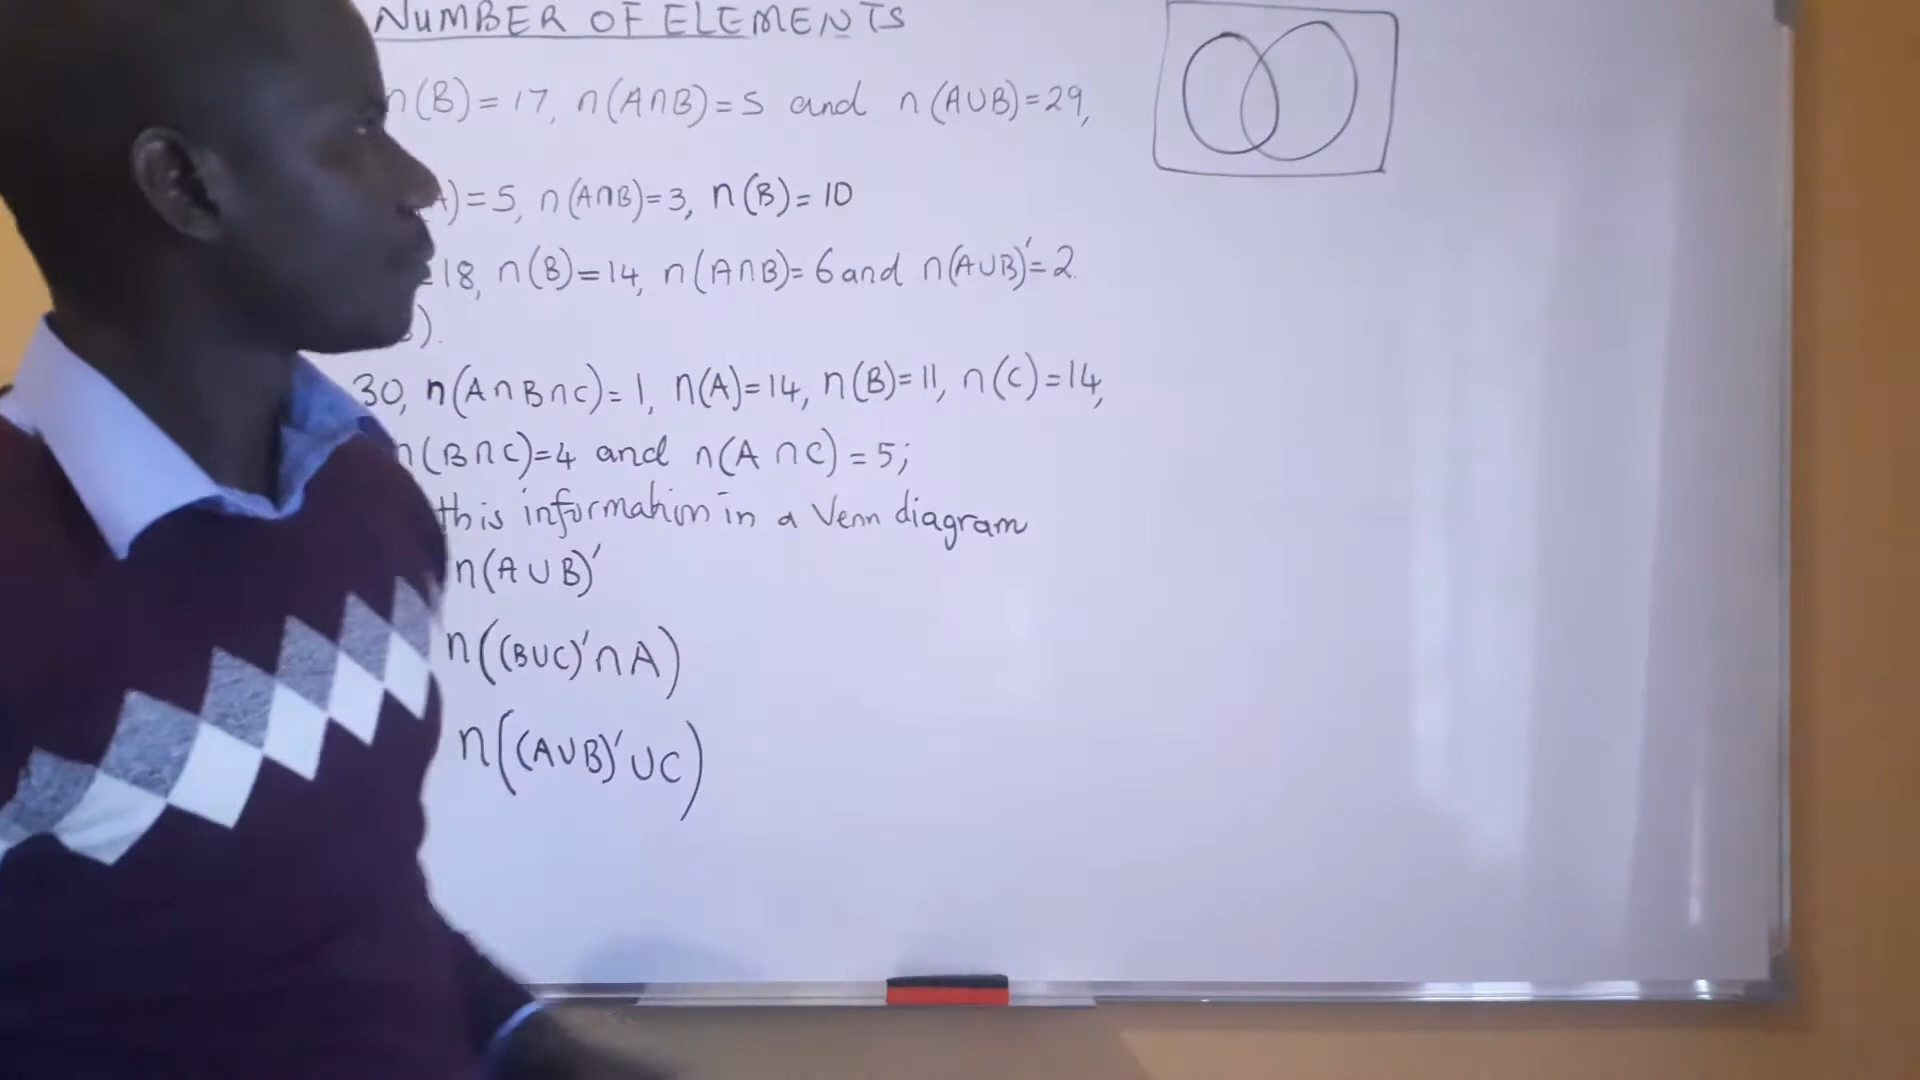 NUMBER OF ELEMENTS
n(B) = 17, n(A∩B) = 5 and n(A∪B) = 29,
) = 5, n(A∩B) = 3, n(B) = 10
= 18, n(B) = 14, n(A∩B) = 6 and n(A∪B)' = 2.
).
30, n(A∩B∩C) = 1, n(A) = 14, n(B) = 11, n(C) = 14,
n(B∩C) = 4 and n(A∩C) = 5;
this information in a Venn diagram
n(A∪B)'
n((B∪C)'∩A)
n((A∪B)'∪C)